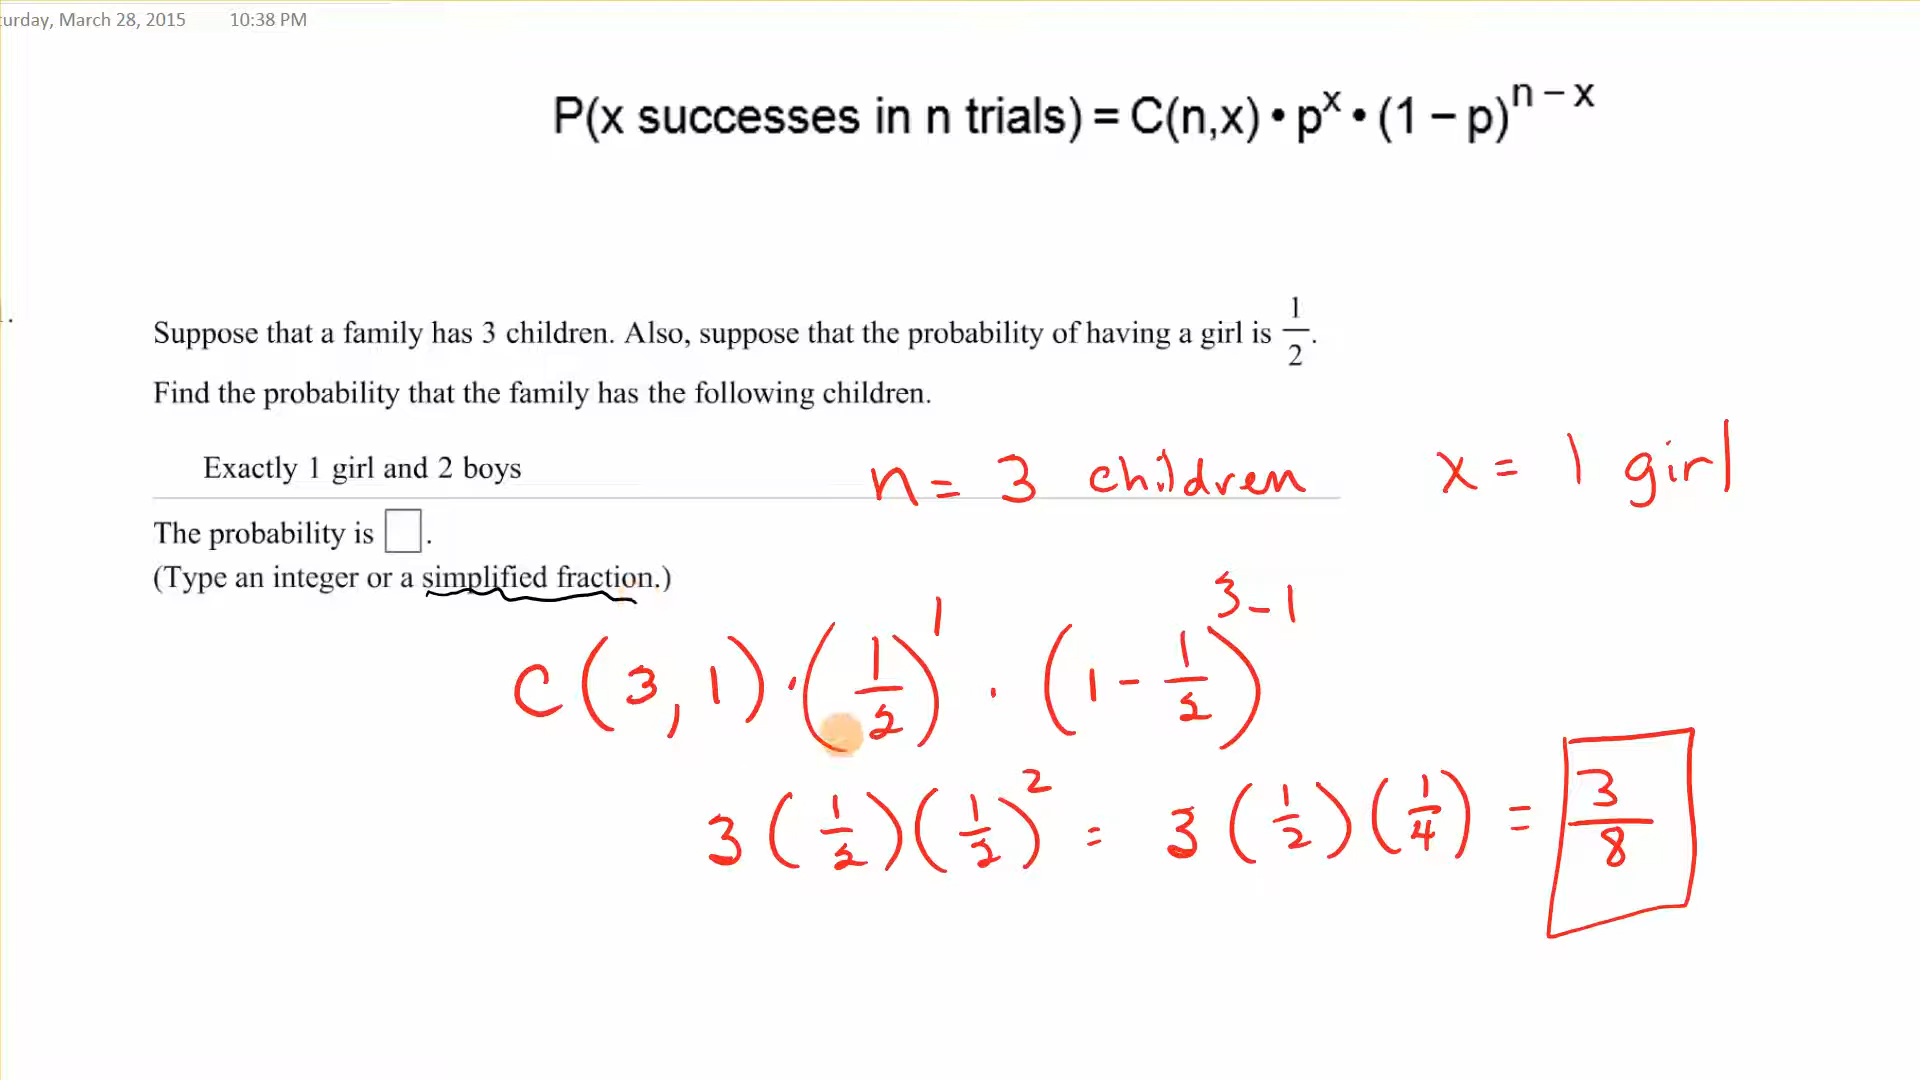 turday, March 28, 2015 10:38 PM
P(x successes in n trials) = C(n,x) • p^x • (1 − p)^(n − x)
Suppose that a family has 3 children. Also, suppose that the probability of having a girl is 1/2.
Find the probability that the family has the following children.
Exactly 1 girl and 2 boys
n = 3 children x = 1 girl
The probability is □.
(Type an integer or a simplified fraction.)
C(3, 1) · (1/2)^1 · (1 - 1/2)^(3-1)
3(1/2)(1/2)^2 = 3(1/2)(1/4) = 3/8